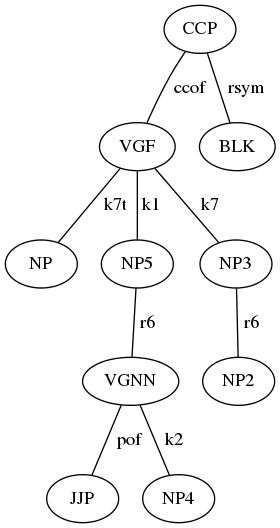 CCP
ccof rsym
VGF BLK
k7t k1 k7
NP NP5 NP3
r6 r6
VGNN NP2
pof k2
JJP NP4